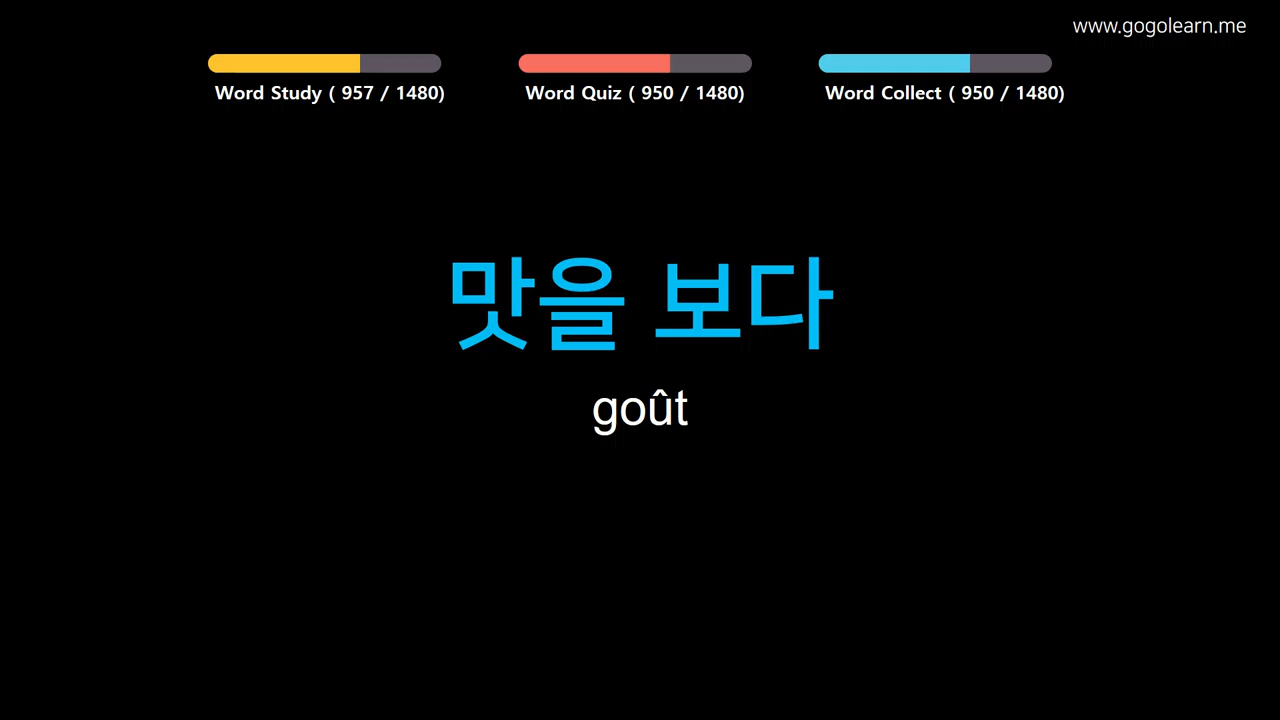 www.gogolearn.me
Word Study ( 957 / 1480)
Word Quiz ( 950 / 1480)
Word Collect ( 950 / 1480)
맛을 보다
goût